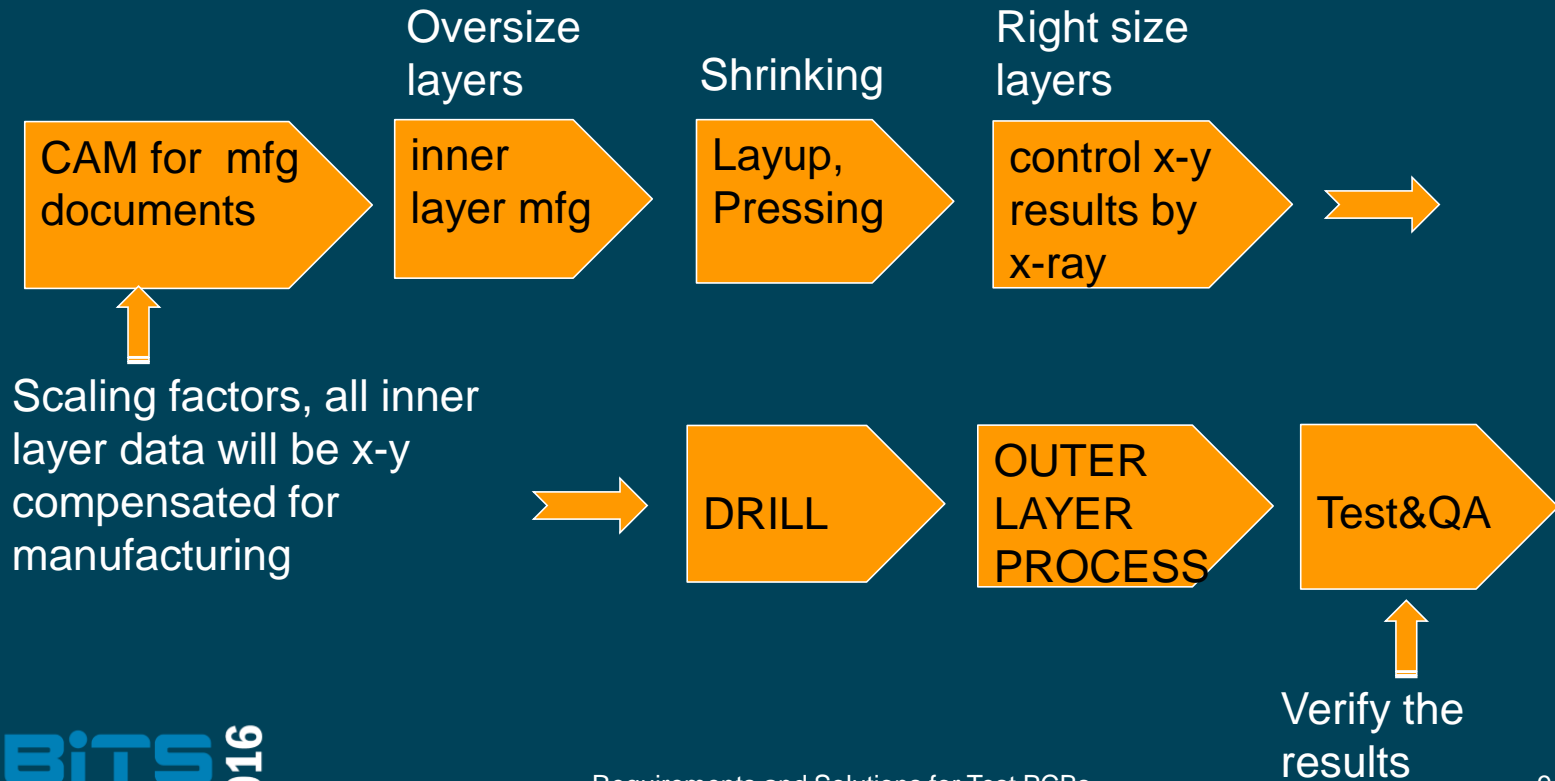 Oversize
layers
Shrinking
Right size
layers
CAM for mfg
documents
inner
layer mfg
Layup,
Pressing
control x-y
results by
x-ray
Scaling factors, all inner
layer data will be x-y
compensated for
manufacturing
DRILL
OUTER
LAYER
PROCESS
Test&QA
Verify the
results
BiTS
Requirements and Solutions for Test PCBs